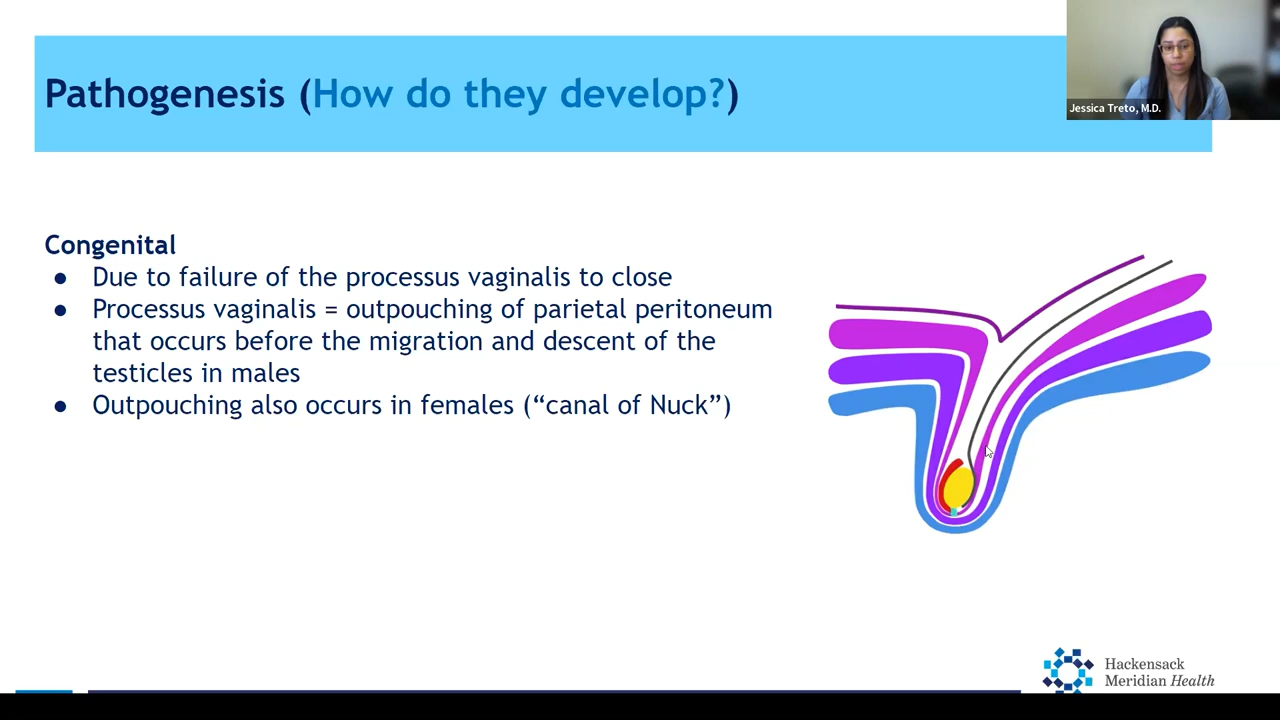 Pathogenesis (How do they develop?)
Jessica Treto, M.D.
Congenital
● Due to failure of the processus vaginalis to close
● Processus vaginalis = outpouching of parietal peritoneum
that occurs before the migration and descent of the
testicles in males
● Outpouching also occurs in females (“canal of Nuck”)
Hackensack
Meridian Health